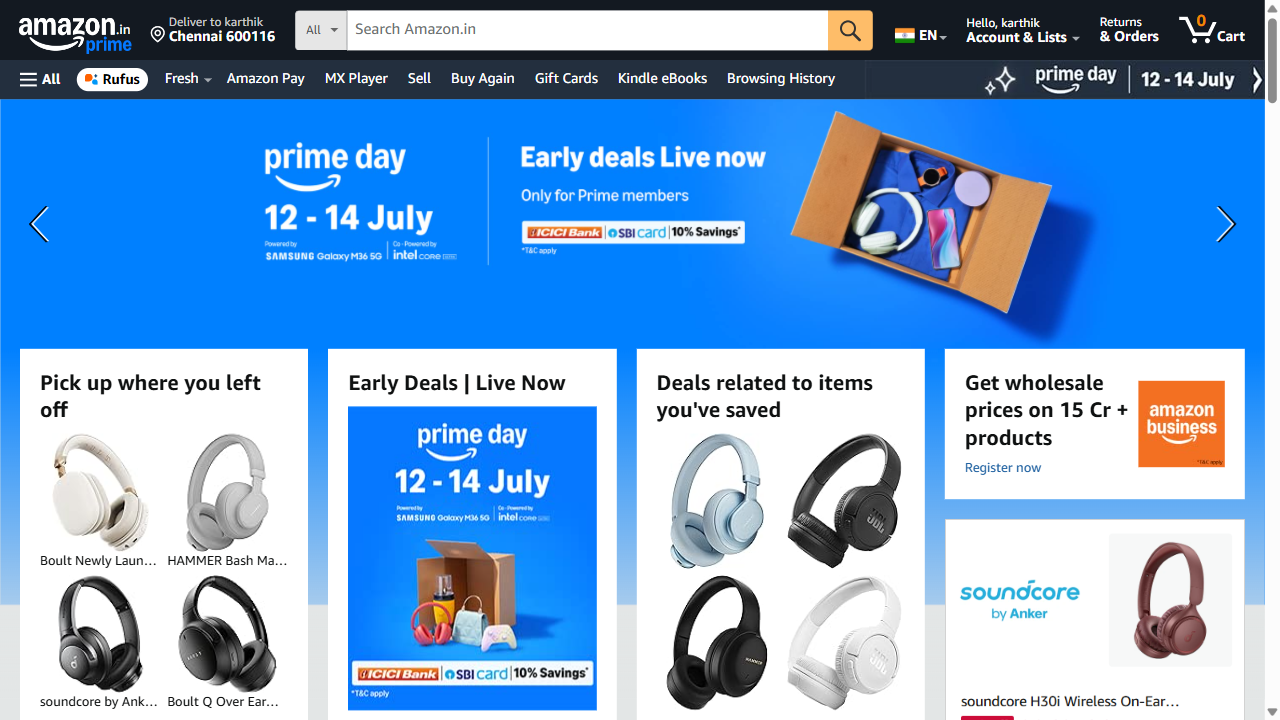 amazon.in
prime
Deliver to karthik
Chennai 600116
All
Search Amazon.in
EN
Hello, karthik
Account & Lists
Returns
& Orders
0
Cart
All
Rufus
Fresh
Amazon Pay
MX Player
Sell
Buy Again
Gift Cards
Kindle eBooks
Browsing History
prime day
12 - 14 July
prime day
12 - 14 July
Powered by
SAMSUNG Galaxy M36 5G
Co - Powered by
intel CORE
Early deals Live now
Only for Prime members
ICICI Bank | SBI card | 10% Savings*
*T&C apply
Pick up where you left
off
Boult Newly Laun…
HAMMER Bash Ma…
soundcore by Ank…
Boult Q Over Ear…
Early Deals | Live Now
prime day
12 - 14 July
Powered by
SAMSUNG Galaxy M36 5G
Co - Powered by
intel CORE
ICICI Bank | SBI card | 10% Savings*
*T&C apply
Deals related to items
you've saved
JBL
HAMMER
JBL
Get wholesale
prices on 15 Cr +
products
Register now
amazon
business
*T&C apply
soundcore
by Anker
soundcore H30i Wireless On-Ear…